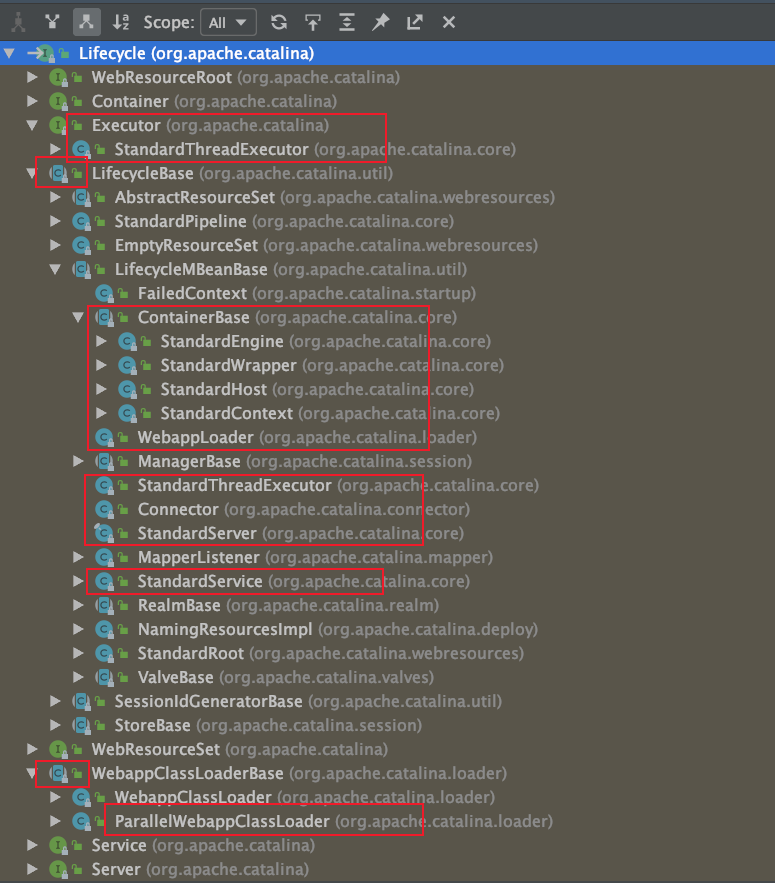 Scope: All
Lifecycle (org.apache.catalina)
WebResourceRoot (org.apache.catalina)
Container (org.apache.catalina)
Executor (org.apache.catalina)
StandardThreadExecutor (org.apache.catalina.core)
LifecycleBase (org.apache.catalina.util)
AbstractResourceSet (org.apache.catalina.webresources)
StandardPipeline (org.apache.catalina.core)
EmptyResourceSet (org.apache.catalina.webresources)
LifecycleMBeanBase (org.apache.catalina.util)
FailedContext (org.apache.catalina.startup)
ContainerBase (org.apache.catalina.core)
StandardEngine (org.apache.catalina.core)
StandardWrapper (org.apache.catalina.core)
StandardHost (org.apache.catalina.core)
StandardContext (org.apache.catalina.core)
WebappLoader (org.apache.catalina.loader)
ManagerBase (org.apache.catalina.session)
StandardThreadExecutor (org.apache.catalina.core)
Connector (org.apache.catalina.connector)
StandardServer (org.apache.catalina.core)
MapperListener (org.apache.catalina.mapper)
StandardService (org.apache.catalina.core)
RealmBase (org.apache.catalina.realm)
NamingResourcesImpl (org.apache.catalina.deploy)
StandardRoot (org.apache.catalina.webresources)
ValveBase (org.apache.catalina.valves)
SessionIdGeneratorBase (org.apache.catalina.util)
StoreBase (org.apache.catalina.session)
WebResourceSet (org.apache.catalina)
WebappClassLoaderBase (org.apache.catalina.loader)
WebappClassLoader (org.apache.catalina.loader)
ParallelWebappClassLoader (org.apache.catalina.loader)
Service (org.apache.catalina)
Server (org.apache.catalina)